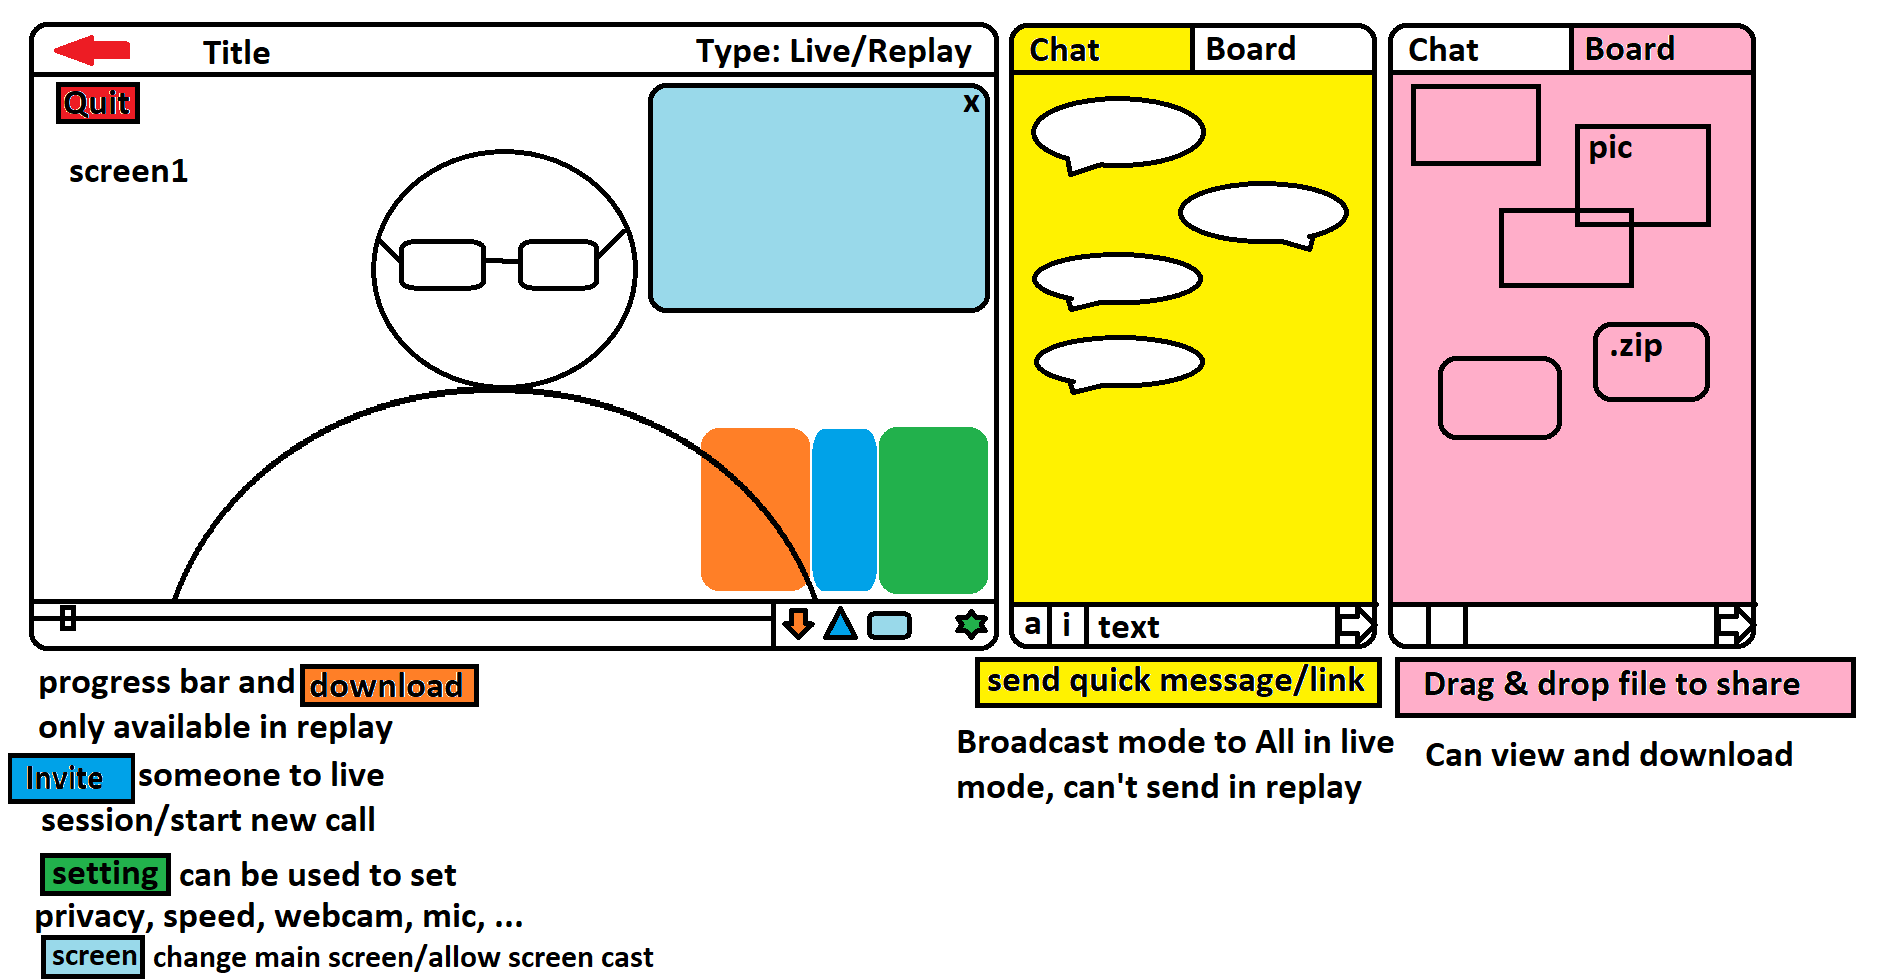 Title
Type: Live/Replay
Quit
x
screen1
Chat
Board
a
i
text
Chat
Board
pic
.zip
progress bar and download
only available in replay
Invite someone to live
session/start new call
setting can be used to set
privacy, speed, webcam, mic, ...
screen change main screen/allow screen cast
send quick message/link
Broadcast mode to All in live
mode, can't send in replay
Drag & drop file to share
Can view and download